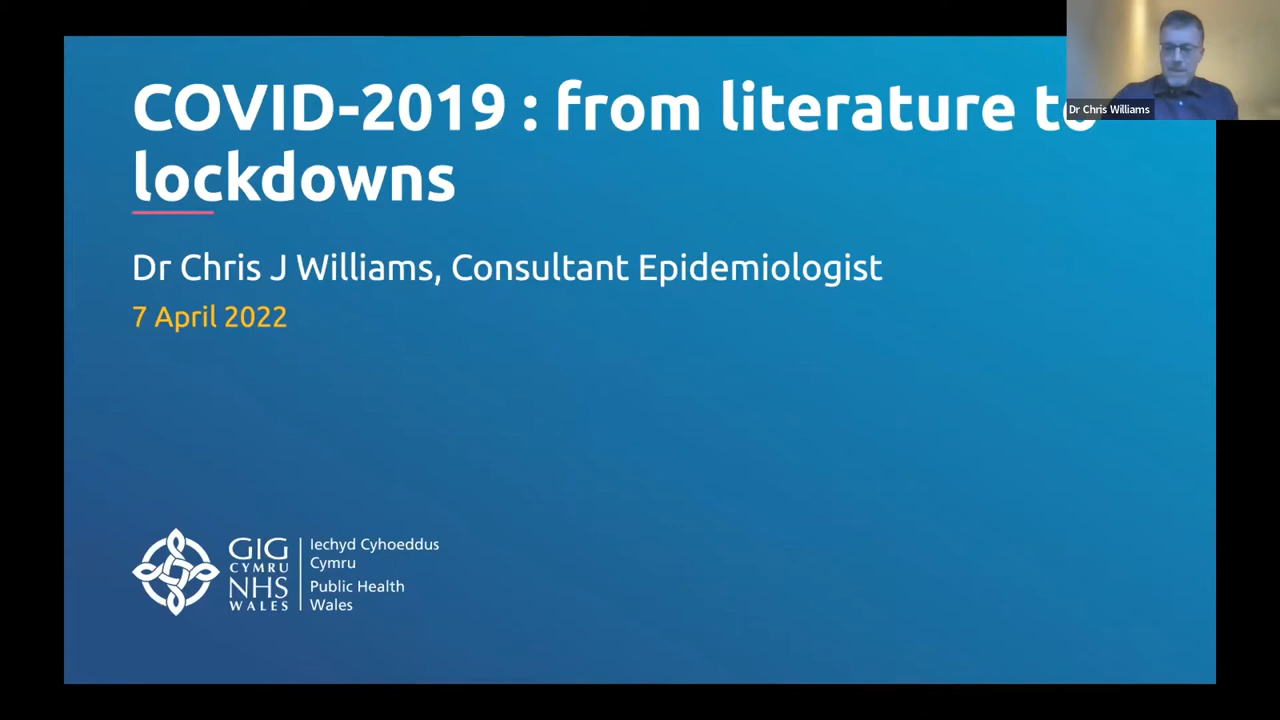 COVID-2019 : from literature to
lockdowns
Dr Chris J Williams, Consultant Epidemiologist
7 April 2022
Dr Chris Williams
GIG
CYMRU
NHS
WALES
Iechyd Cyhoeddus
Cymru
Public Health
Wales